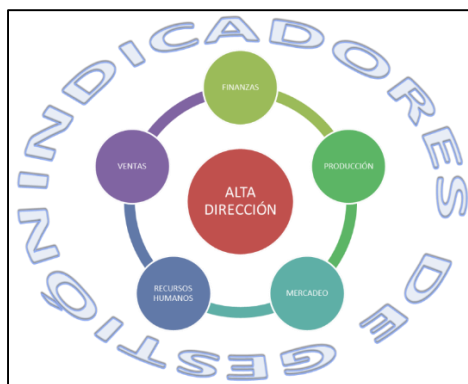 INDICADORES DE GESTIÓN
FINANZAS
VENTAS
PRODUCCIÓN
ALTA
DIRECCIÓN
RECURSOS
HUMANOS
MERCADEO